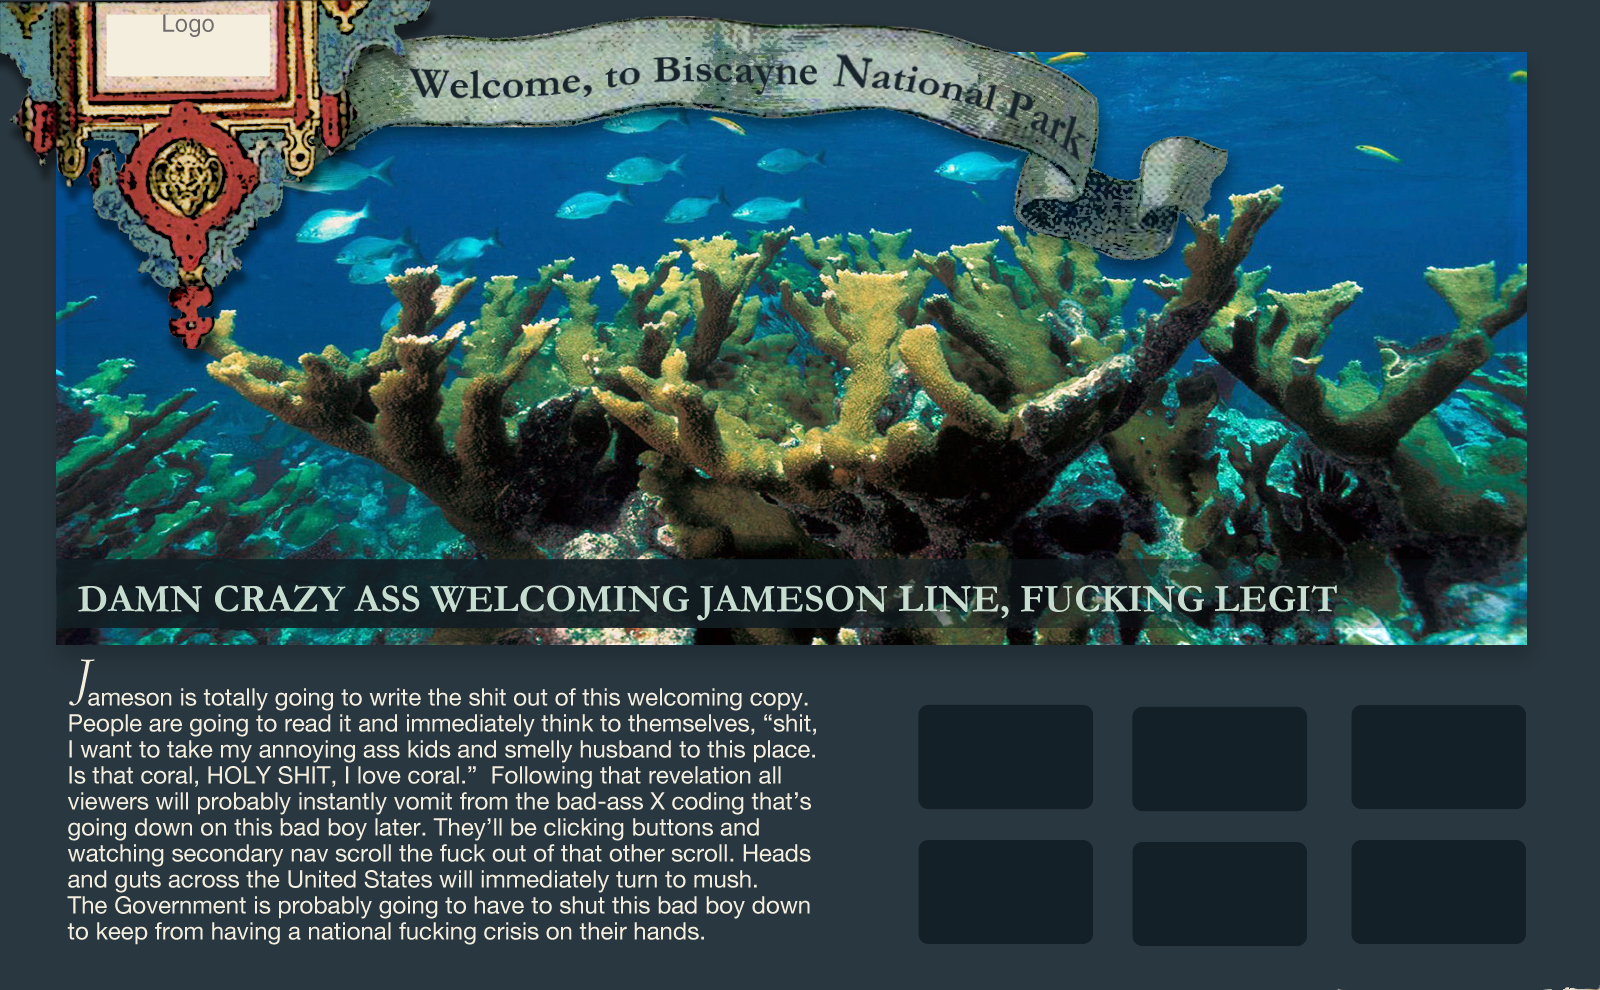 Logo
Welcome, to Biscayne National Park
DAMN CRAZY ASS WELCOMING JAMESON LINE, FUCKING LEGIT
Jameson is totally going to write the shit out of this welcoming copy.
People are going to read it and immediately think to themselves, “shit,
I want to take my annoying ass kids and smelly husband to this place.
Is that coral, HOLY SHIT, I love coral.”  Following that revelation all
viewers will probably instantly vomit from the bad-ass X coding that’s
going down on this bad boy later. They’ll be clicking buttons and
watching secondary nav scroll the fuck out of that other scroll. Heads
and guts across the United States will immediately turn to mush.
The Government is probably going to have to shut this bad boy down
to keep from having a national fucking crisis on their hands.